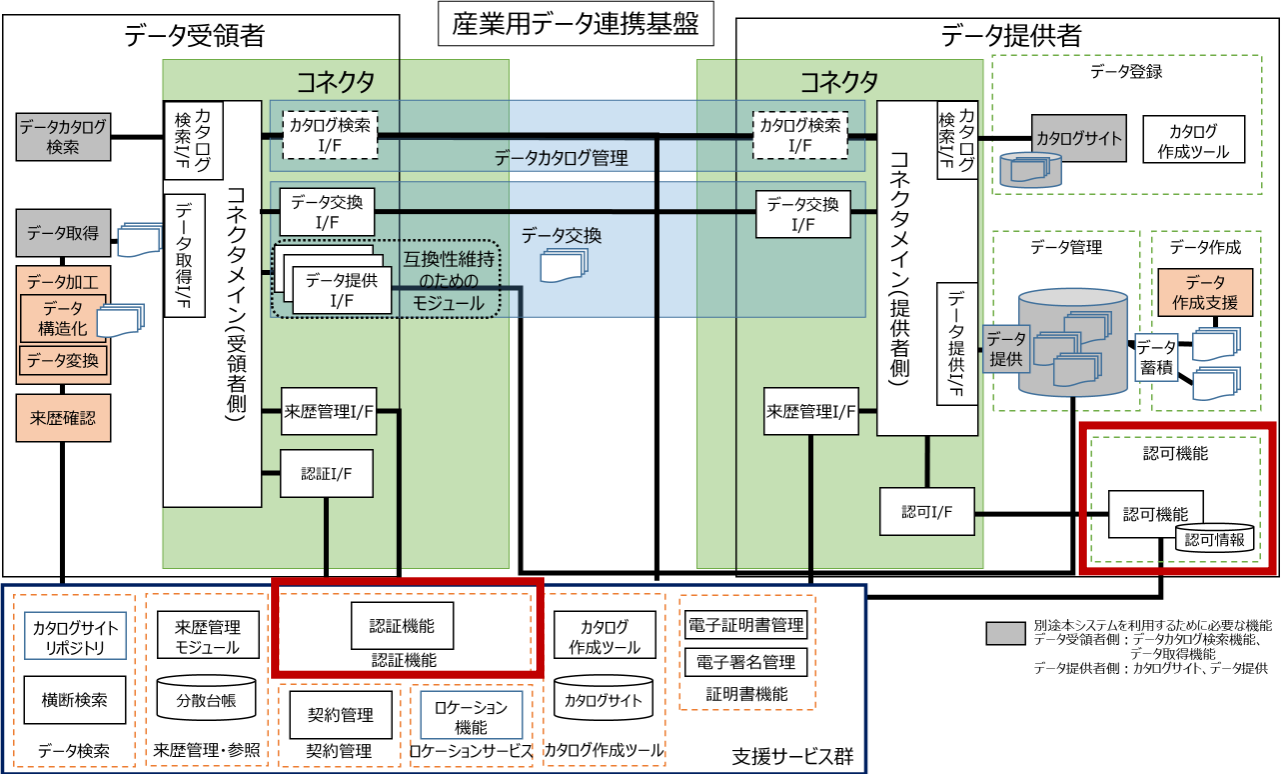 産業用データ連携基盤
データ受領者
コネクタ
データカタログ
検索
カタログ
検索I/F
カタログ検索
I/F
データ取得
データ取得I/F
コネクタメイン(受領者側)
データ交換
I/F
データ提供
I/F
互換性維持
のための
モジュール
データ加工
データ
構造化
データ変換
来歴確認
来歴管理I/F
認証I/F
データカタログ管理
データ交換
データ提供者
コネクタ
カタログ検索
I/F
データ交換
I/F
カタログ
検索I/F
コネクタメイン(提供者側)
データ提供I/F
来歴管理I/F
認可I/F
データ登録
カタログサイト
カタログ
作成ツール
データ管理
データ
提供
データ作成
データ
作成支援
データ
蓄積
認可機能
認可機能
認可情報
カタログサイト
リポジトリ
横断検索
データ検索
来歴管理
モジュール
分散台帳
来歴管理・参照
認証機能
認証機能
契約管理
契約管理
ロケーション
機能
ロケーションサービス
カタログ
作成ツール
カタログサイト
カタログ作成ツール
電子証明書管理
電子署名管理
証明書機能
支援サービス群
別途本システムを利用するために必要な機能
データ受領者側：データカタログ検索機能、
データ取得機能
データ提供者側：カタログサイト、データ提供